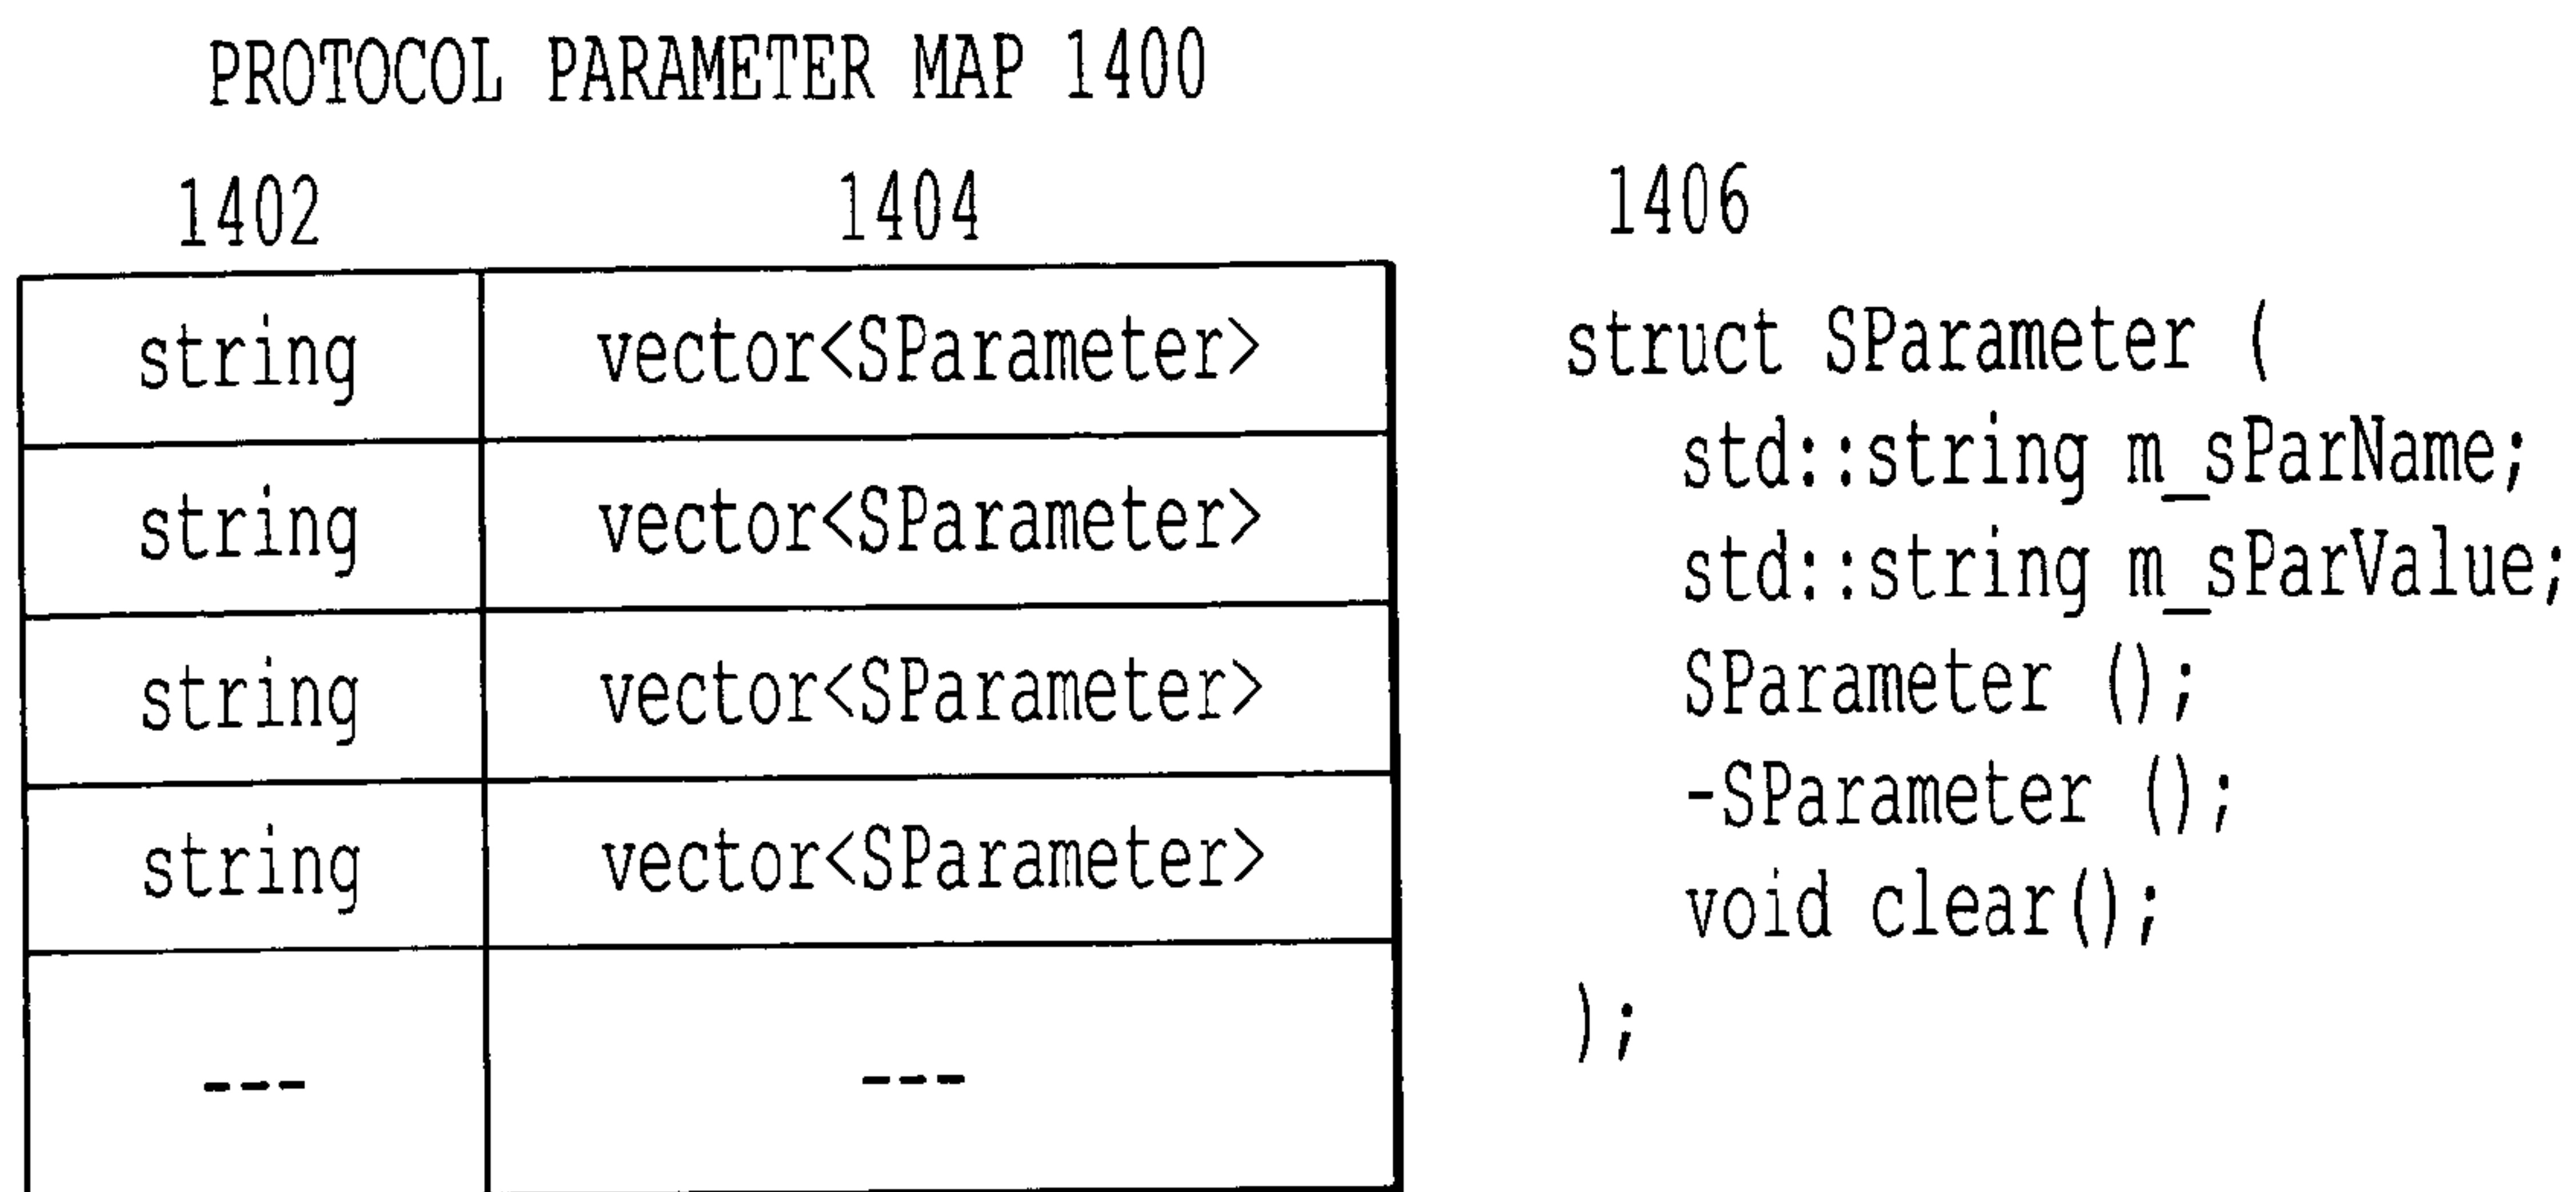 PROTOCOL PARAMETER MAP 1400
1402 1404
string vector<SParameter>
string vector<SParameter>
string vector<SParameter>
string vector<SParameter>
--- ---
1406
struct SParameter (
std::string m_sParName;
std::string m_sParValue;
SParameter ();
-SParameter ();
void clear();
);